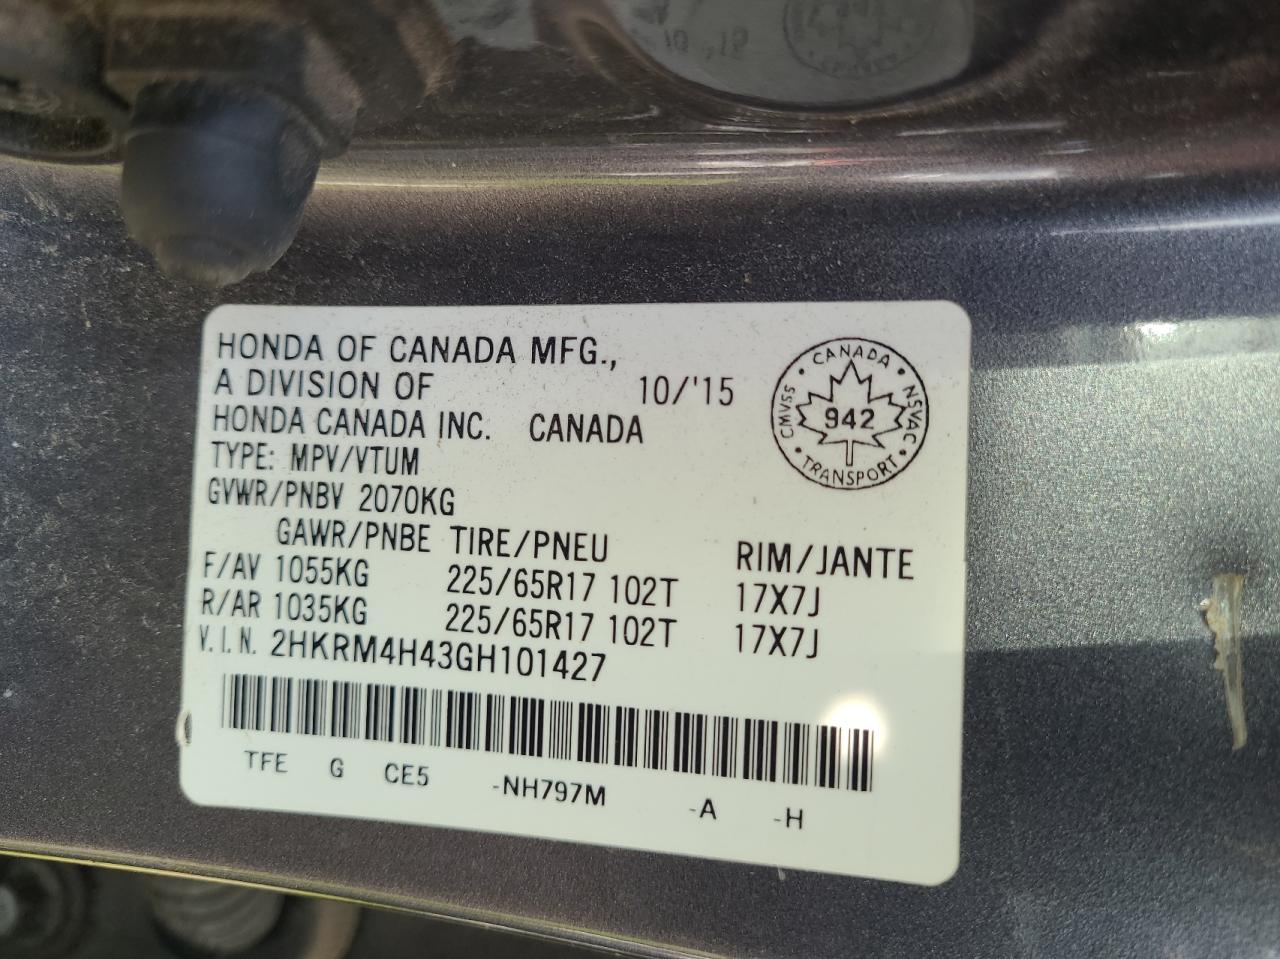 HONDA OF CANADA MFG.,
A DIVISION OF 10/'15
HONDA CANADA INC. CANADA
TYPE: MPV/VTUM
GVWR/PNBV 2070KG
GAWR/PNBE TIRE/PNEU RIM/JANTE
F/AV 1055KG 225/65R17 102T 17X7J
R/AR 1035KG 225/65R17 102T 17X7J
V.I.N. 2HKRM4H43GH101427
TFE G CE5 -NH797M -A -H
CANADA
CMVSS 942 NSVAC
TRANSPORT